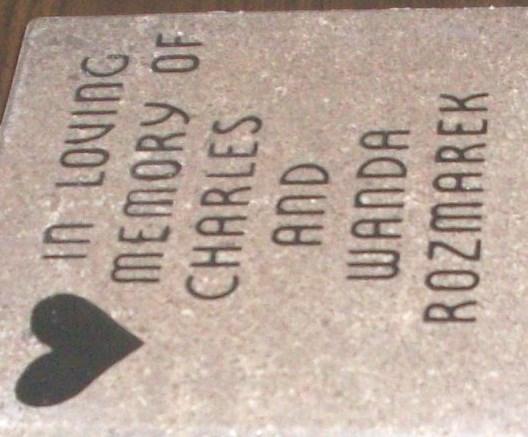 IN LOVING
MEMORY OF
CHARLES
AND
WANDA
ROZMAREK